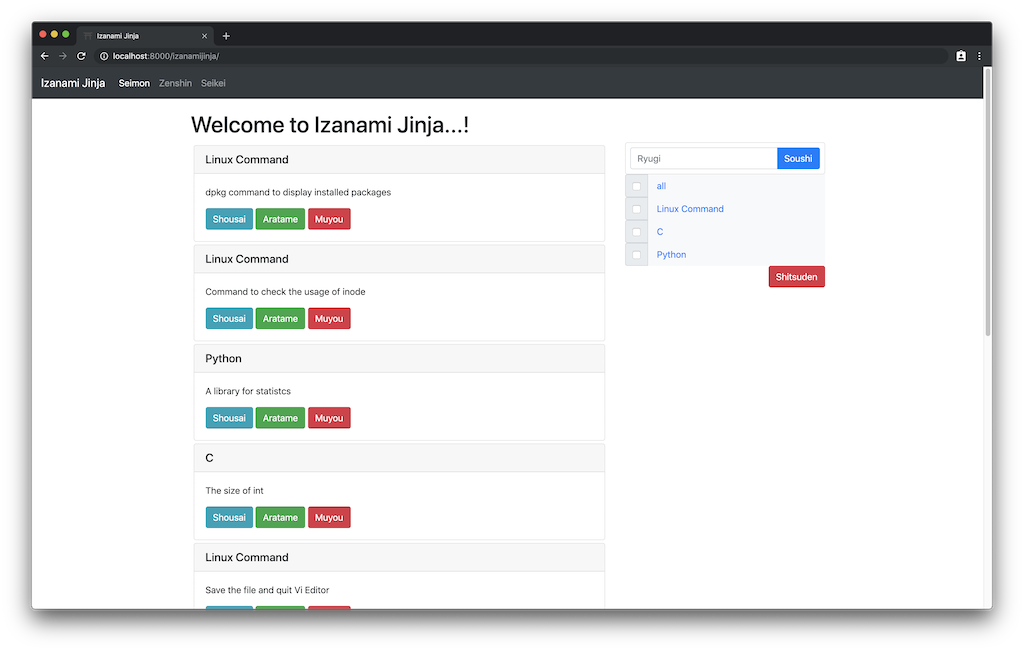 Izanami Jinja
localhost:8000/izanamijinja/
Izanami Jinja Seimon Zenshin Seikei
Welcome to Izanami Jinja...!
Linux Command
dpkg command to display installed packages
Shousai Aratame Muyou
Linux Command
Command to check the usage of inode
Shousai Aratame Muyou
Python
A library for statistcs
Shousai Aratame Muyou
C
The size of int
Shousai Aratame Muyou
Linux Command
Save the file and quit Vi Editor
Ryugi Soushi
all
Linux Command
C
Python
Shitsuden